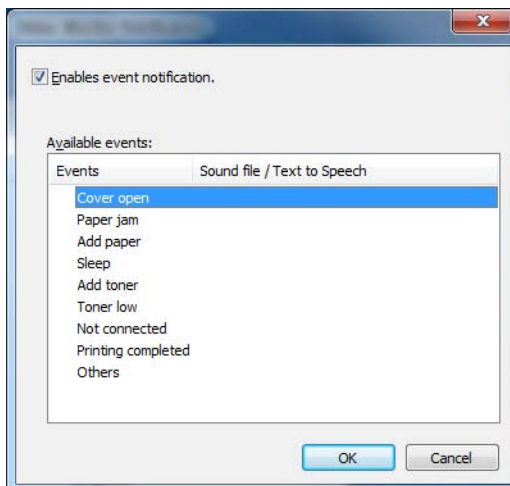 Enables event notification.
Available events:
Events Sound file / Text to Speech
Cover open
Paper jam
Add paper
Sleep
Add toner
Toner low
Not connected
Printing completed
Others
OK Cancel